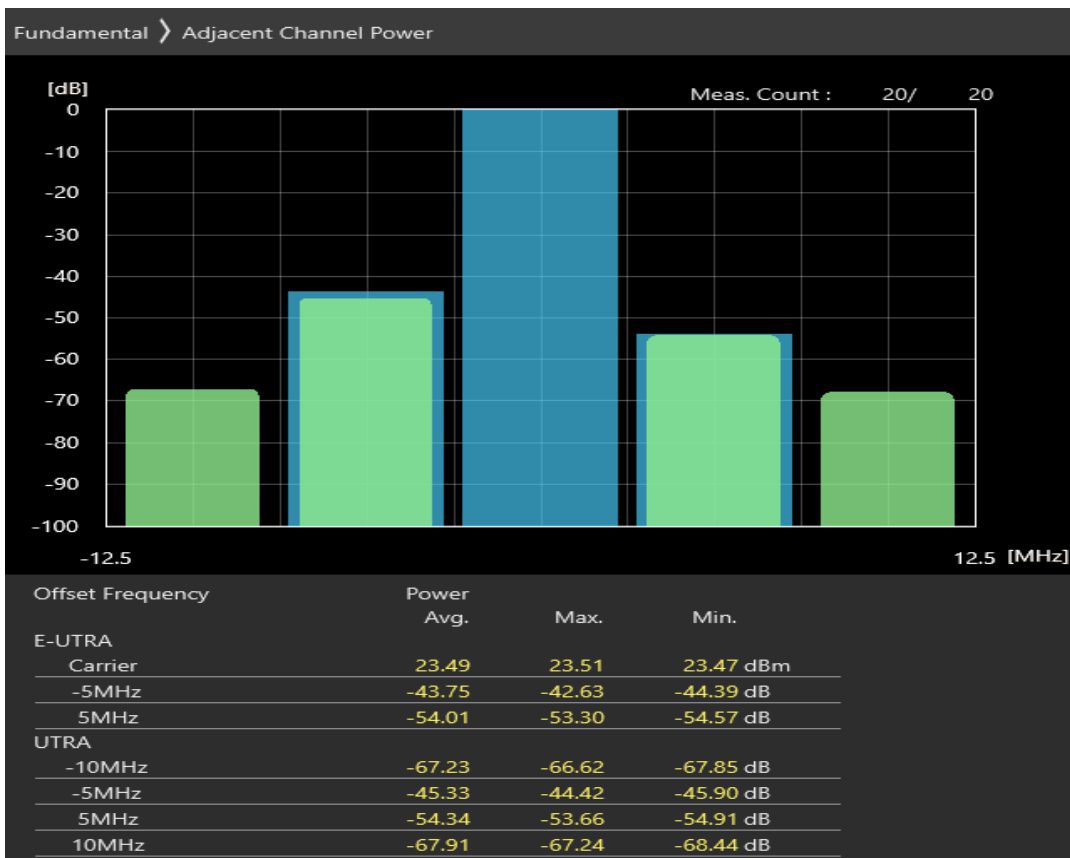 Fundamental 〉 Adjacent Channel Power
[dB]
Meas. Count : 20/ 20
0
-10
-20
-30
-40
-50
-60
-70
-80
-90
-100
-12.5 12.5 [MHz]
Offset Frequency Power
Avg. Max. Min.
E-UTRA
Carrier 23.49 23.51 23.47 dBm
-5MHz -43.75 -42.63 -44.39 dB
5MHz -54.01 -53.30 -54.57 dB
UTRA
-10MHz -67.23 -66.62 -67.85 dB
-5MHz -45.33 -44.42 -45.90 dB
5MHz -54.34 -53.66 -54.91 dB
10MHz -67.91 -67.24 -68.44 dB